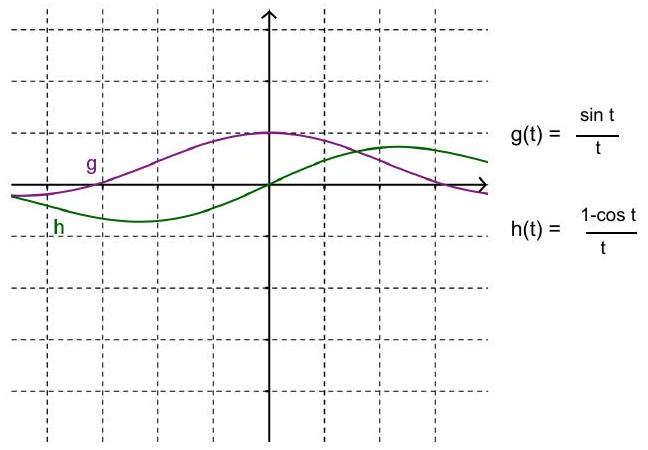 g
h
g(t) = sin t
t
h(t) = 1-cos t
t